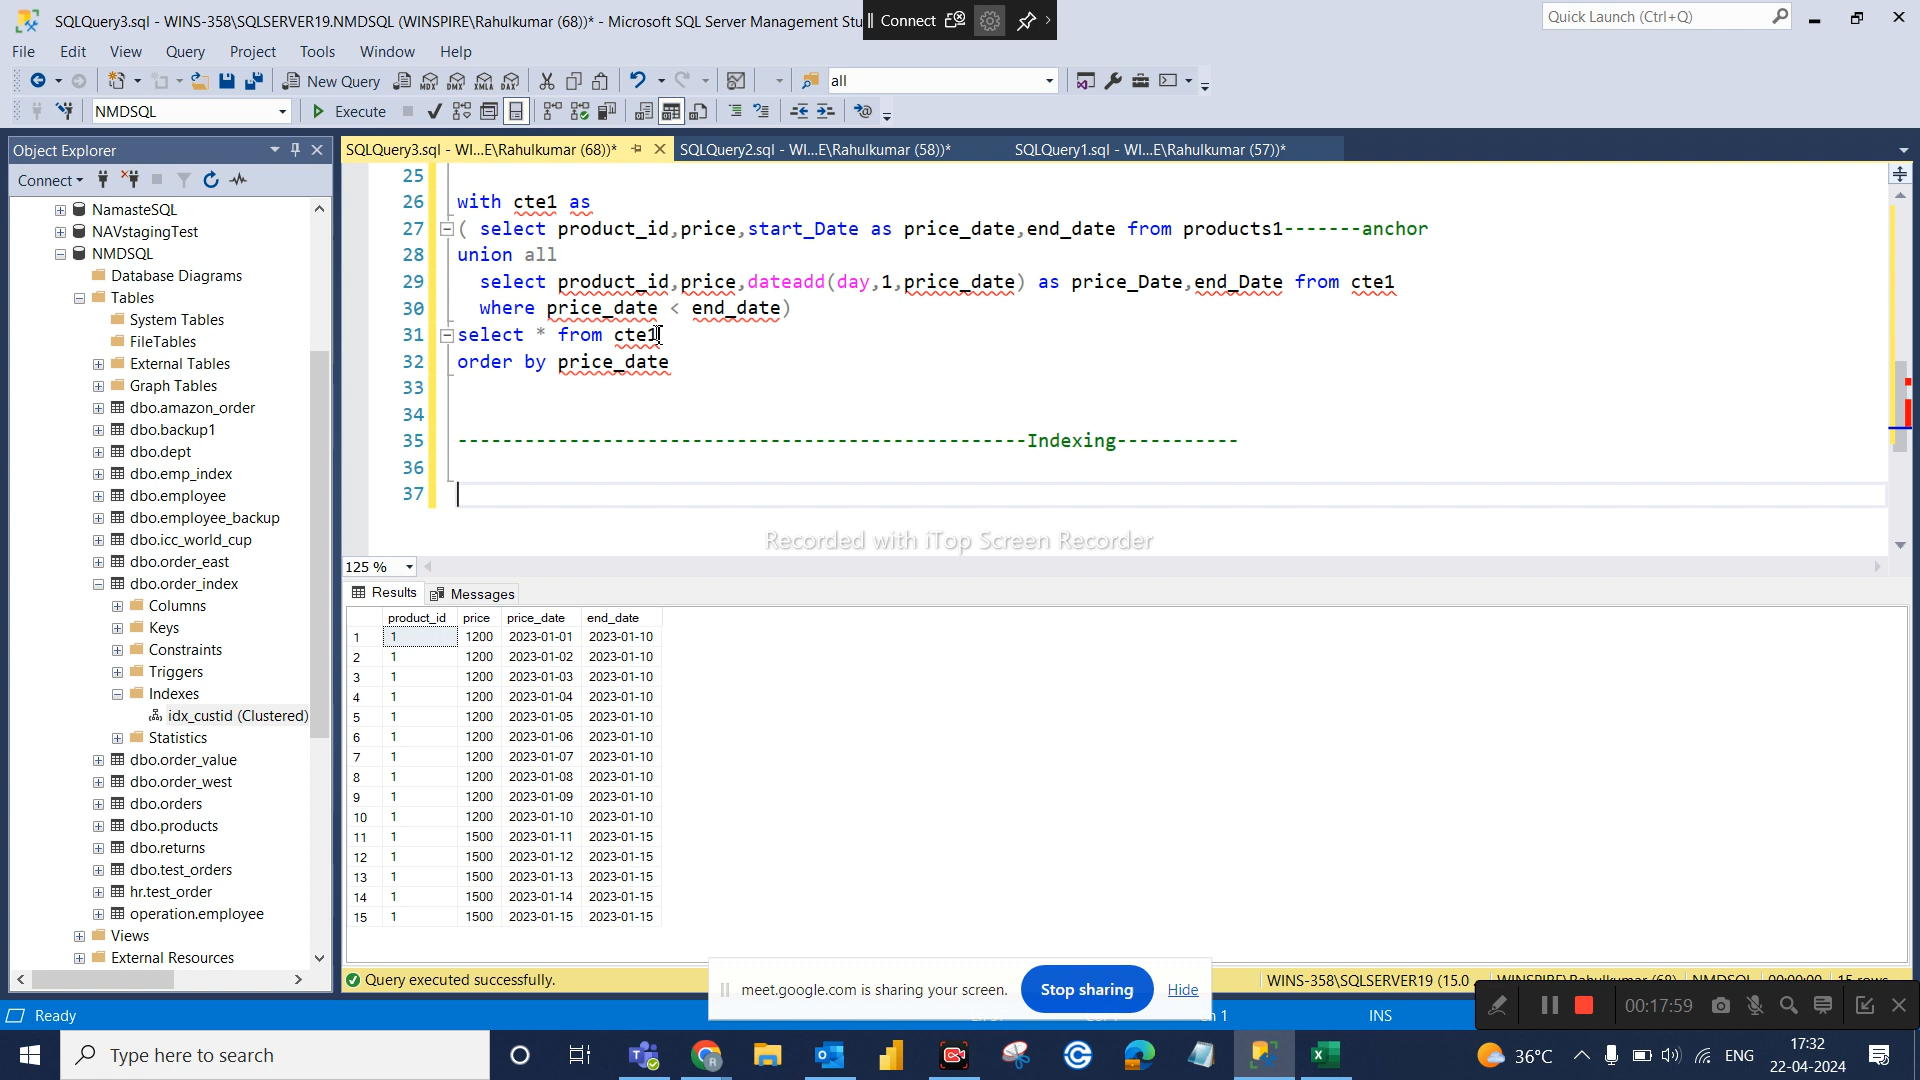 SQLQuery3.sql - WINS-358\SQLSERVER19.NMDSQL (WINSPIRE\Rahulkumar (68))* - Microsoft SQL Server Management Stu
Connect
Quick Launch (Ctrl+Q)
File Edit View Query Project Tools Window Help
New Query MDX DMX XMLA DAX all
NMDSQL Execute
Object Explorer
SQLQuery3.sql - WI...E\Rahulkumar (68))* SQLQuery2.sql - WI...E\Rahulkumar (58))* SQLQuery1.sql - WI...E\Rahulkumar (57))*
Connect
NamasteSQL
NAVstagingTest
NMDSQL
Database Diagrams
Tables
System Tables
FileTables
External Tables
Graph Tables
dbo.amazon_order
dbo.backup1
dbo.dept
dbo.emp_index
dbo.employee
dbo.employee_backup
dbo.icc_world_cup
dbo.order_east
dbo.order_index
Columns
Keys
Constraints
Triggers
Indexes
idx_custid (Clustered)
Statistics
dbo.order_value
dbo.order_west
dbo.orders
dbo.products
dbo.returns
dbo.test_orders
hr.test_order
operation.employee
Views
External Resources
25
26 with cte1 as
27 ( select product_id,price,start_Date as price_date,end_date from products1-------anchor
28 union all
29 select product_id,price,dateadd(day,1,price_date) as price_Date,end_Date from cte1
30 where price_date < end_date)
31 select * from cte1
32 order by price_date
33
34
35 ---------------------------------------------------Indexing-----------
36
37
Recorded with iTop Screen Recorder
125 %
Results Messages
product_id price price_date end_date
1 1 1200 2023-01-01 2023-01-10
2 1 1200 2023-01-02 2023-01-10
3 1 1200 2023-01-03 2023-01-10
4 1 1200 2023-01-04 2023-01-10
5 1 1200 2023-01-05 2023-01-10
6 1 1200 2023-01-06 2023-01-10
7 1 1200 2023-01-07 2023-01-10
8 1 1200 2023-01-08 2023-01-10
9 1 1200 2023-01-09 2023-01-10
10 1 1200 2023-01-10 2023-01-10
11 1 1500 2023-01-11 2023-01-15
12 1 1500 2023-01-12 2023-01-15
13 1 1500 2023-01-13 2023-01-15
14 1 1500 2023-01-14 2023-01-15
15 1 1500 2023-01-15 2023-01-15
Query executed successfully.
WINS-358\SQLSERVER19 (15.0 WINSPIRE\Rahulkumar (68) NMDSQL 00:00:00 15 rows
meet.google.com is sharing your screen. Stop sharing Hide
Ready INS
00:17:59
Type here to search
36°C ENG
17:32
22-04-2024